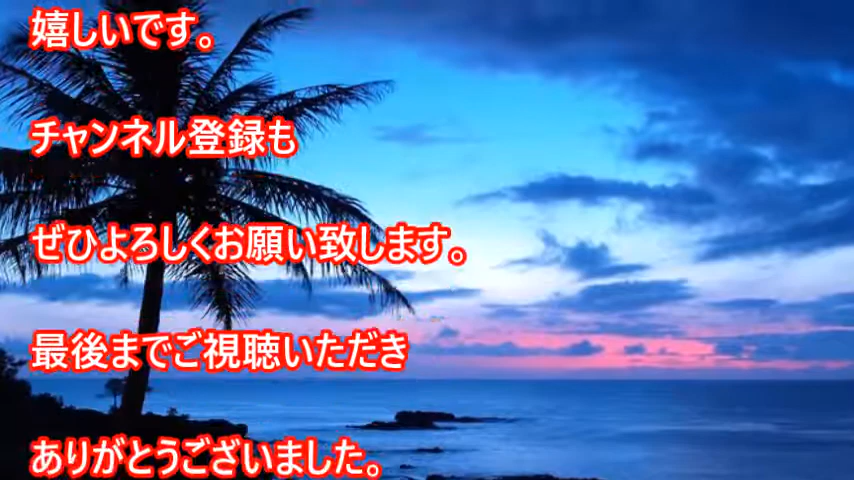 嬉しいです。
チャンネル登録も
ぜひよろしくお願い致します。
最後までご視聴いただき
ありがとうございました。